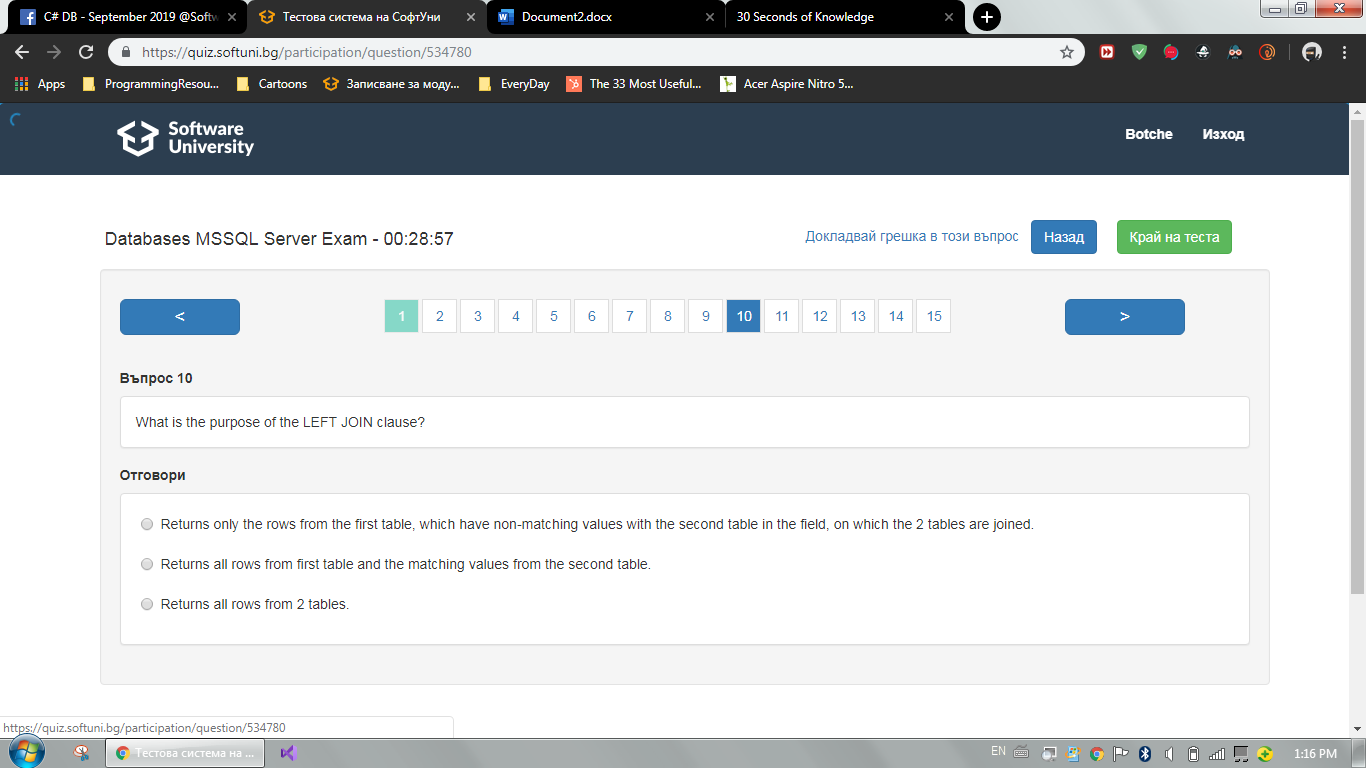 C# DB - September 2019 @Softw
Тестова система на СофтУни
Document2.docx
30 Seconds of Knowledge
https://quiz.softuni.bg/participation/question/534780
Apps
ProgrammingResou...
Cartoons
Записване за моду...
EveryDay
The 33 Most Useful...
Acer Aspire Nitro 5...
Software
University
Botche
Изход
Databases MSSQL Server Exam - 00:28:57
Докладвай грешка в този въпрос
Назад
Край на теста
<
1
2
3
4
5
6
7
8
9
10
11
12
13
14
15
>
Въпрос 10
What is the purpose of the LEFT JOIN clause?
Отговори
Returns only the rows from the first table, which have non-matching values with the second table in the field, on which the 2 tables are joined.
Returns all rows from first table and the matching values from the second table.
Returns all rows from 2 tables.
https://quiz.softuni.bg/participation/question/534780
Тестова система на ...
EN
1:16 PM